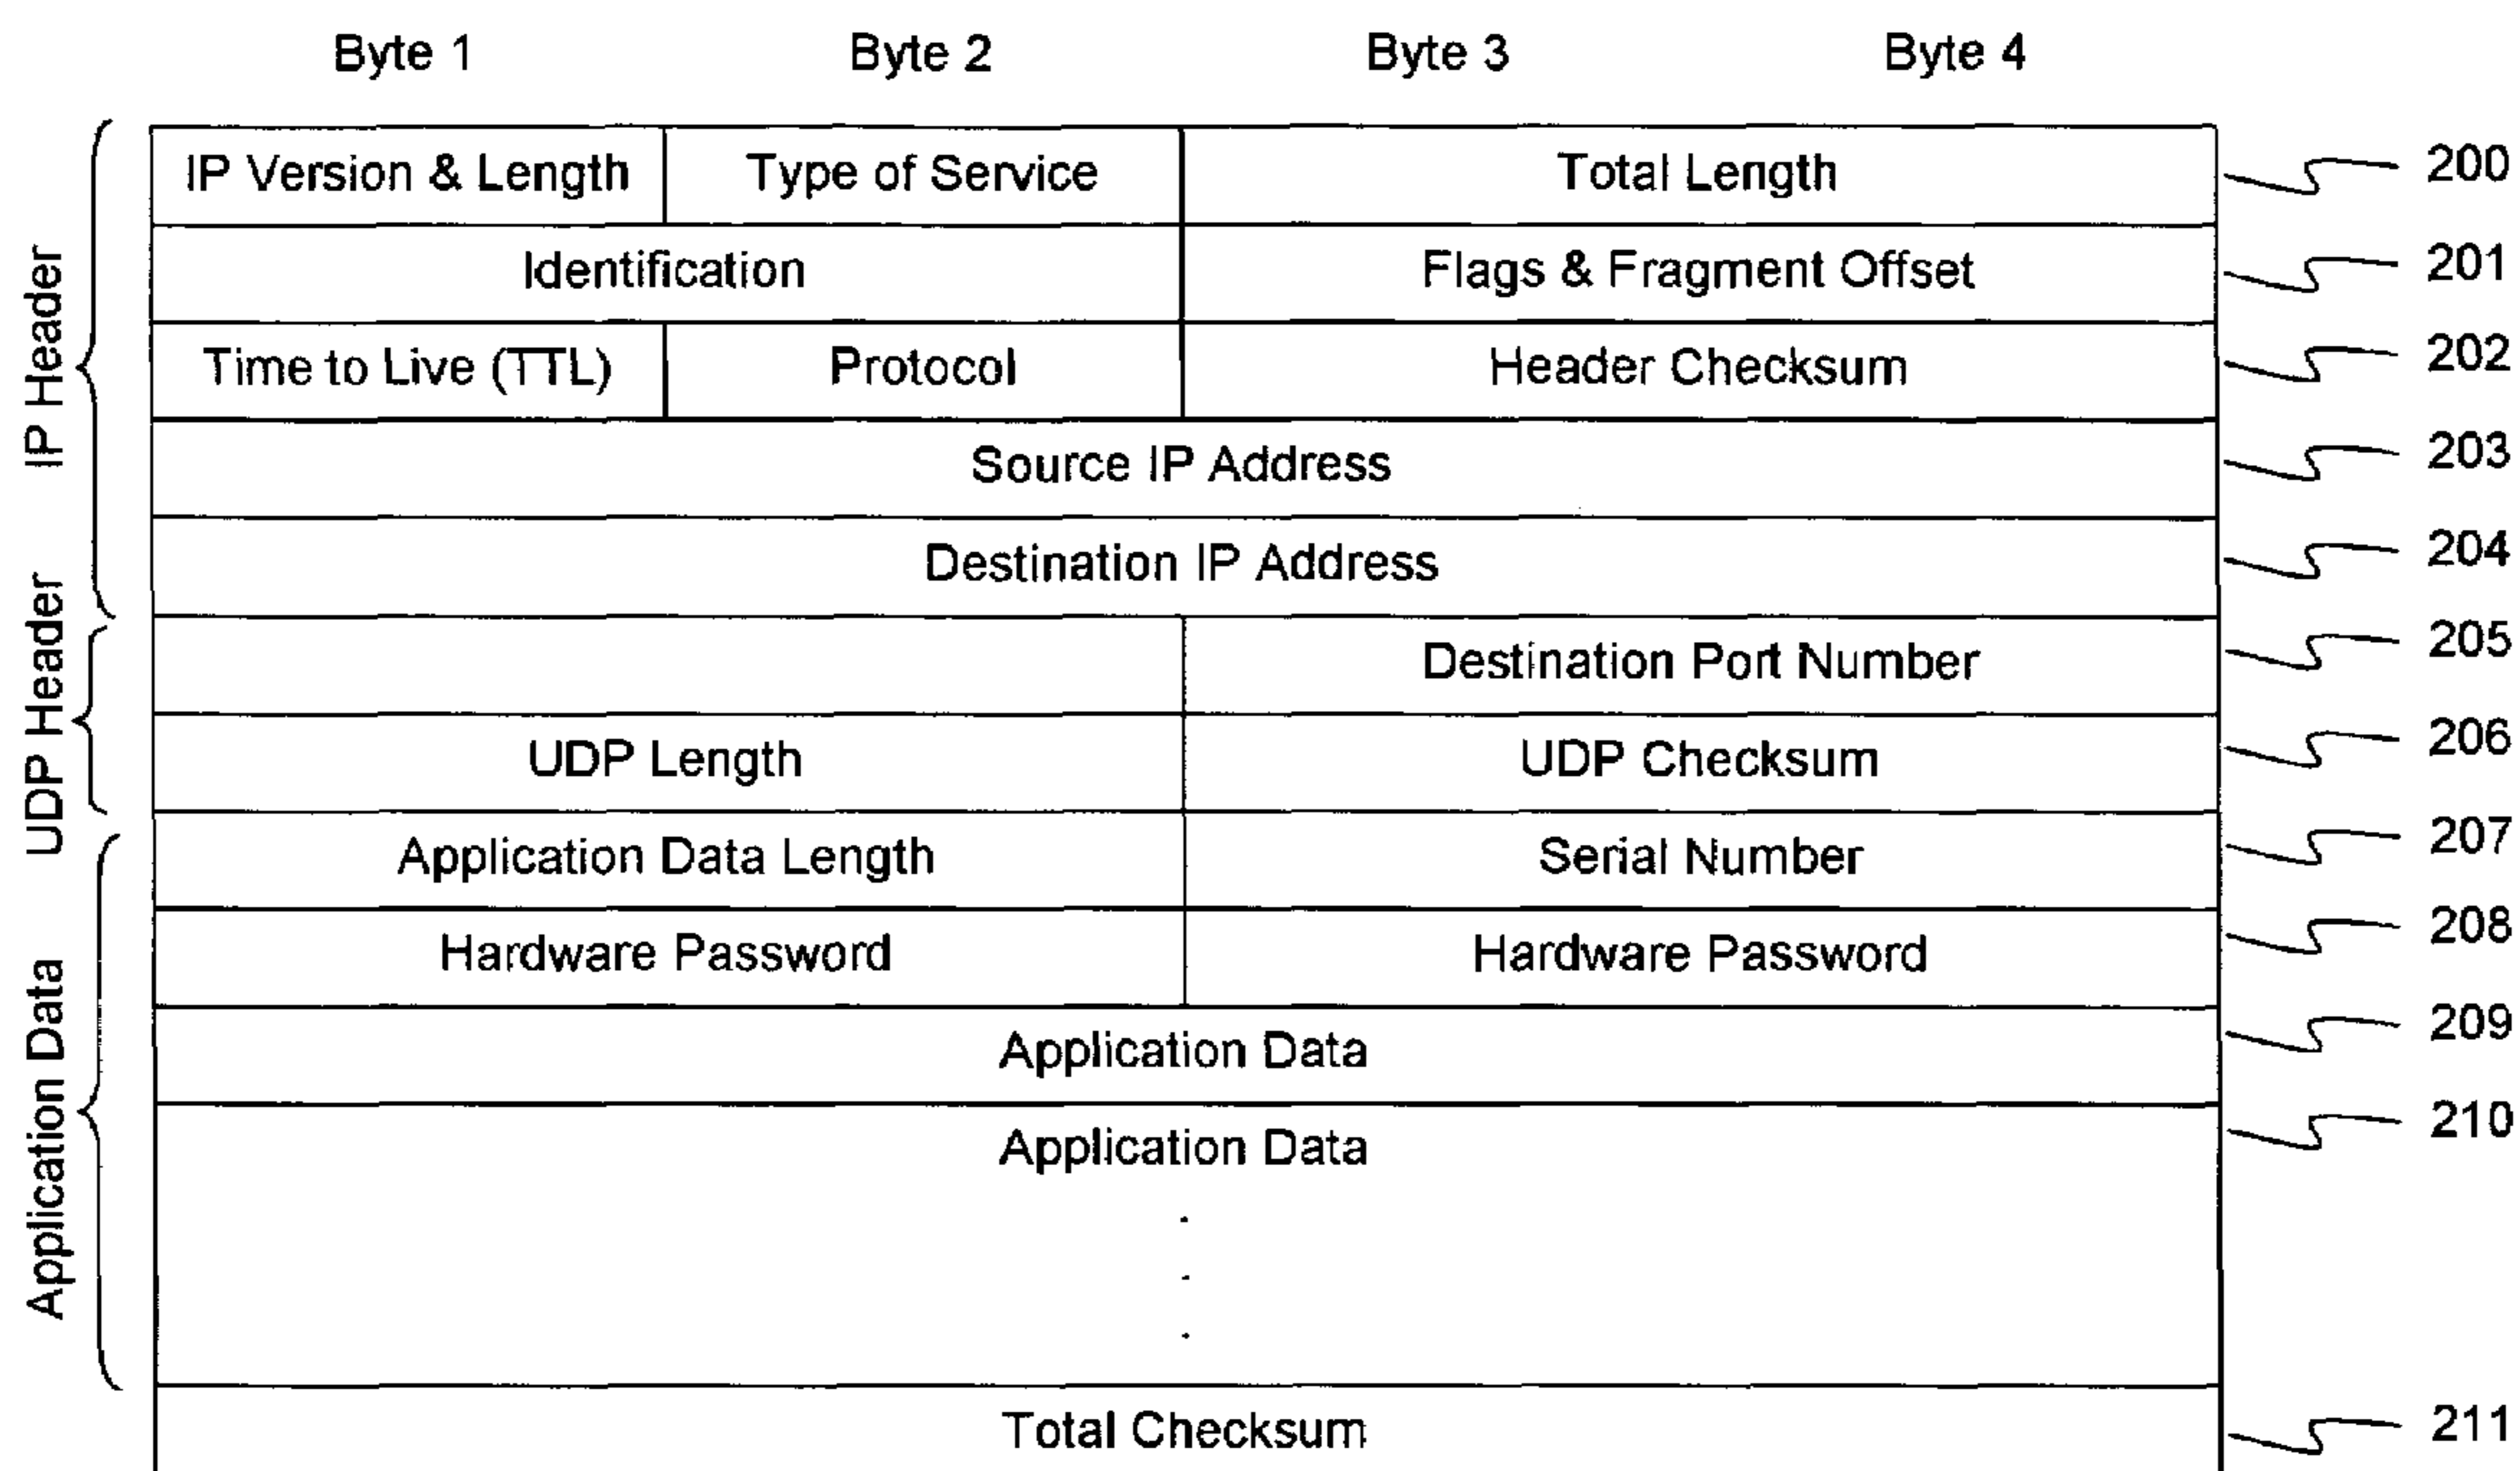 Byte 1 Byte 2 Byte 3 Byte 4
IP Header
IP Version & Length Type of Service Total Length 200
Identification Flags & Fragment Offset 201
Time to Live (TTL) Protocol Header Checksum 202
Source IP Address 203
Destination IP Address 204
UDP Header
Destination Port Number 205
UDP Length UDP Checksum 206
Application Data
Application Data Length Serial Number 207
Hardware Password Hardware Password 208
Application Data 209
Application Data 210
Total Checksum 211